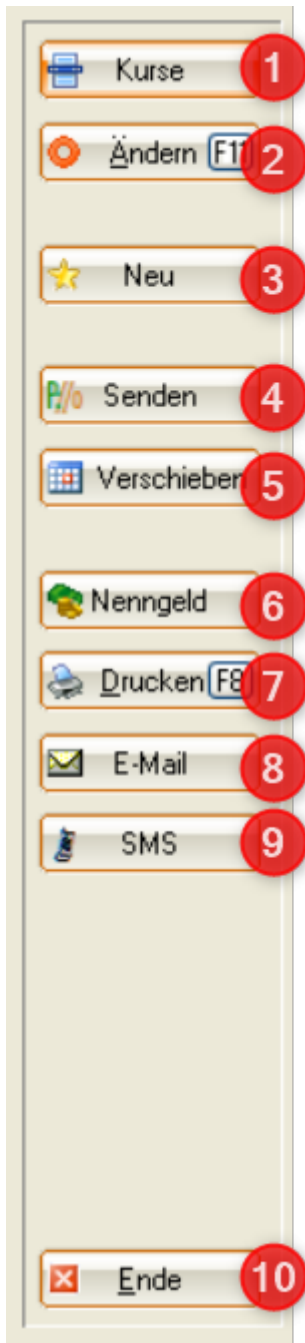 Kurse 1
Ändern F11 2
Neu 3
P.//o Senden 4
Verschieben 5
Nenngeld 6
Drucken F8 7
E-Mail 8
SMS 9
Ende 10